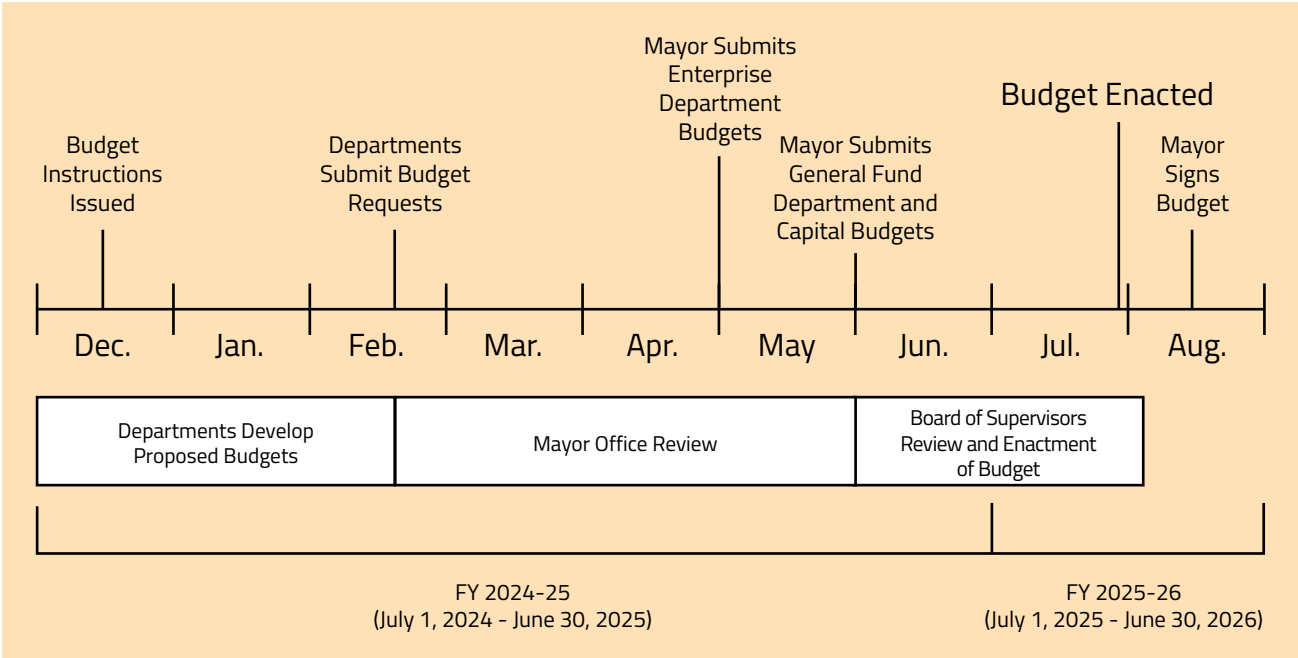 Mayor Submits
Enterprise
Department
Budgets
Budget Enacted
Budget
Instructions
Issued
Departments
Submit Budget
Requests
Mayor Submits
General Fund
Department and
Capital Budgets
Mayor
Signs
Budget
Dec.
Jan.
Feb.
Mar.
Apr.
May
Jun.
Jul.
Aug.
Departments Develop
Proposed Budgets
Mayor Office Review
Board of Supervisors
Review and Enactment
of Budget
FY 2024-25
(July 1, 2024 - June 30, 2025)
FY 2025-26
(July 1, 2025 - June 30, 2026)